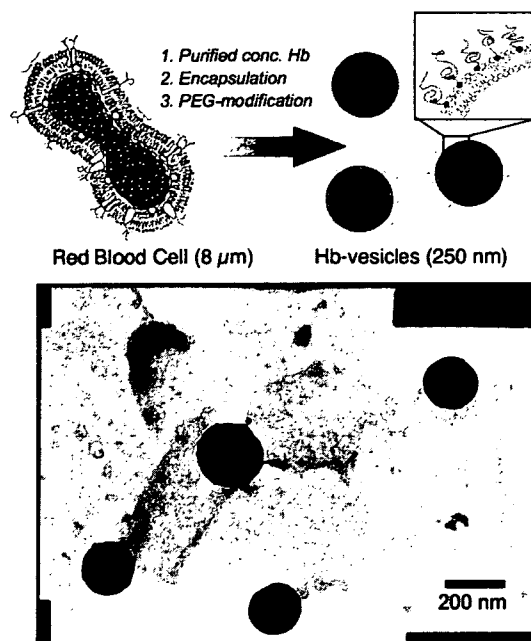 1. Purified conc. Hb
2. Encapsulation
3. PEG-modification
Red Blood Cell (8 μm)
Hb-vesicles (250 nm)
200 nm